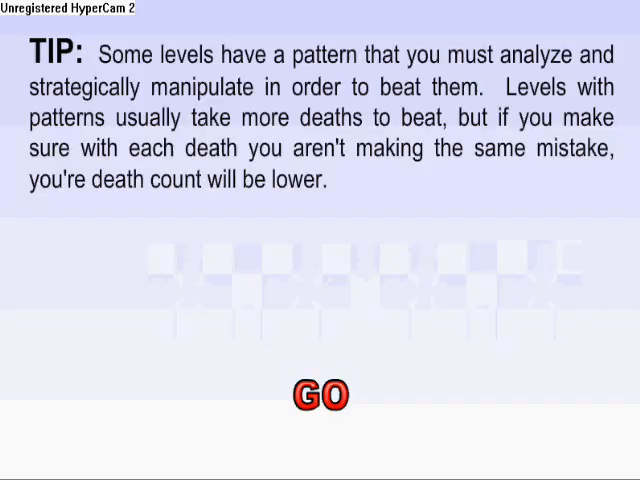 Unregistered HyperCam 2
TIP: Some levels have a pattern that you must analyze and
strategically manipulate in order to beat them. Levels with
patterns usually take more deaths to beat, but if you make
sure with each death you aren't making the same mistake,
you're death count will be lower.
GO